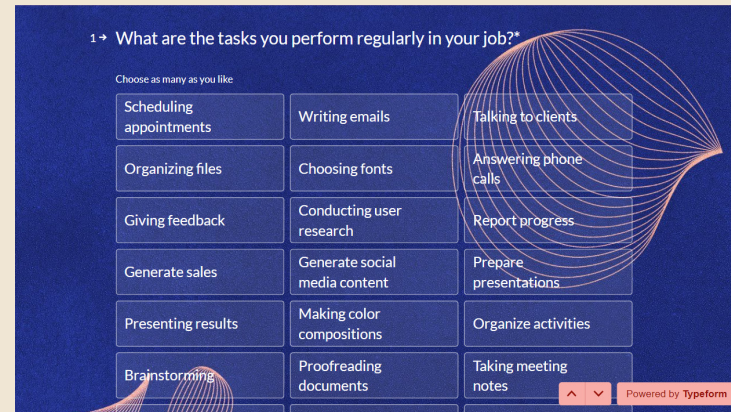 1→ What are the tasks you perform regularly in your job?*
Choose as many as you like
Scheduling
appointments
Writing emails
Talking to clients
Organizing files
Choosing fonts
Answering phone
calls
Giving feedback
Conducting user
research
Report progress
Generate sales
Generate social
media content
Prepare
presentations
Presenting results
Making color
compositions
Organize activities
Brainstorming
Proofreading
documents
Taking meeting
notes
Powered by Typeform